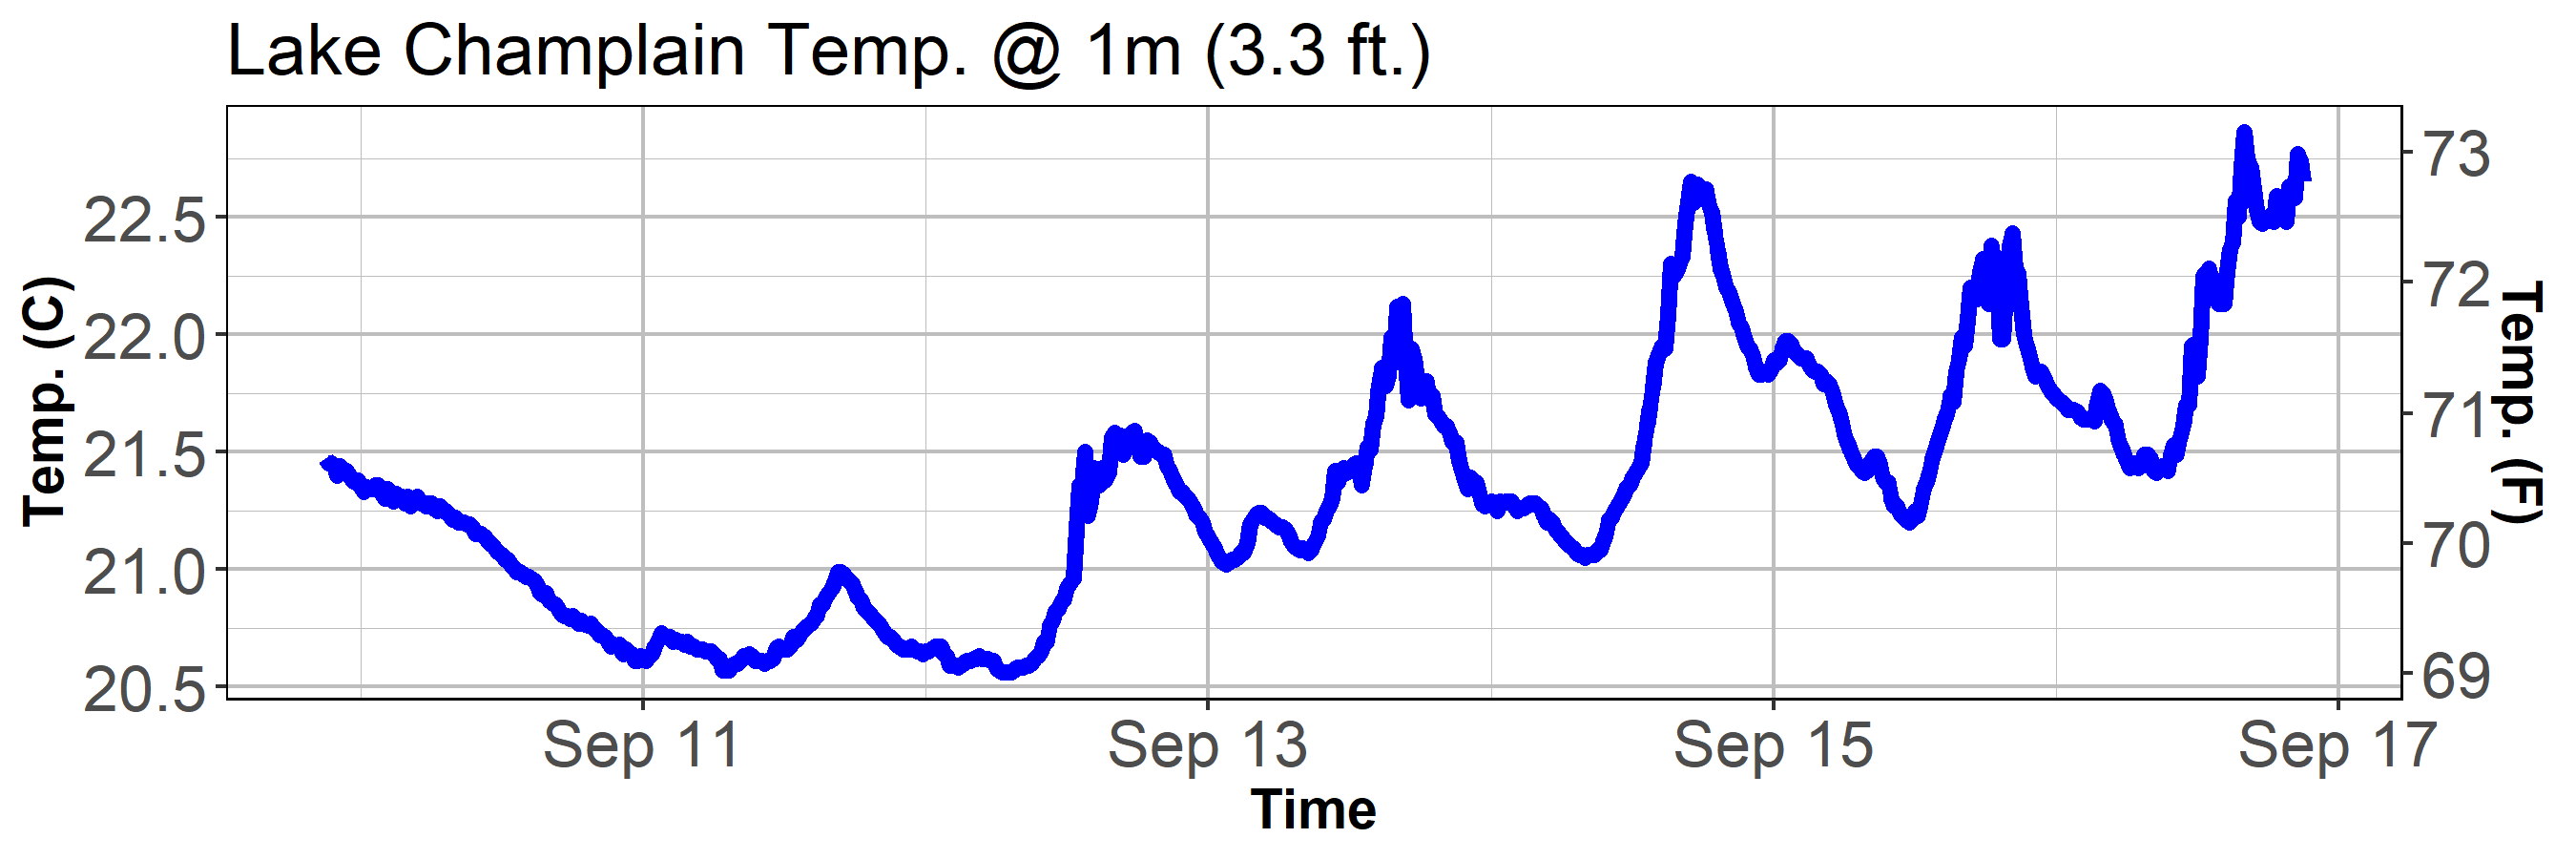 Lake Champlain Temp. @ 1m (3.3 ft.)
Temp. (C)
22.5
22.0
21.5
21.0
20.5
73
72
71
70
69
Temp. (F)
Sep 11
Sep 13
Sep 15
Sep 17
Time